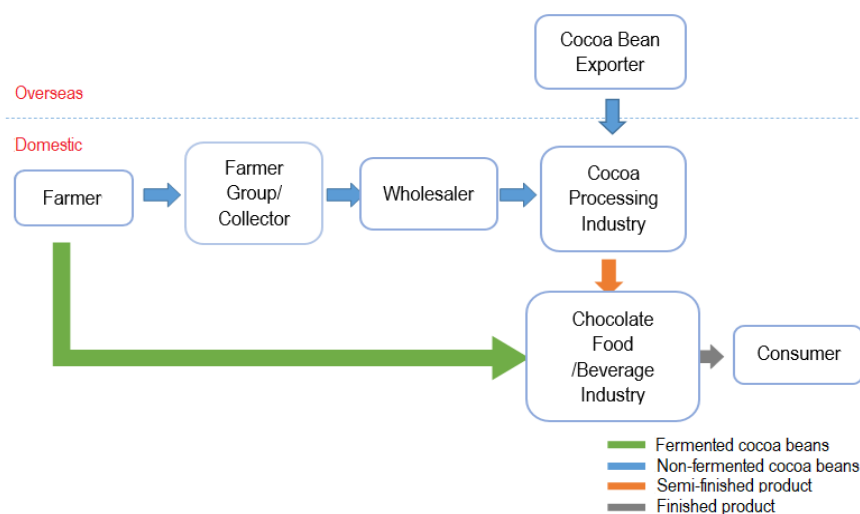 Cocoa Bean
Exporter
Overseas
Domestic
Farmer
Farmer
Group/
Collector
Wholesaler
Cocoa
Processing
Industry
Chocolate
Food
/Beverage
Industry
Consumer
Fermented cocoa beans
Non-fermented cocoa beans
Semi-finished product
Finished product